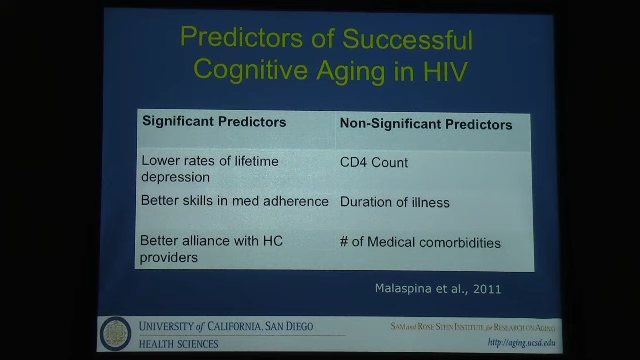 Predictors of Successful
Cognitive Aging in HIV
Significant Predictors
Non-Significant Predictors
Lower rates of lifetime
depression
CD4 Count
Better skills in med adherence
Duration of illness
Better alliance with HC
providers
# of Medical comorbidities
Malaspina et al., 2011
UNIVERSITY of CALIFORNIA, SAN DIEGO
HEALTH SCIENCES
SAM AND ROSE STEIN INSTITUTE for RESEARCH ON AGING
http://aging.ucsd.edu